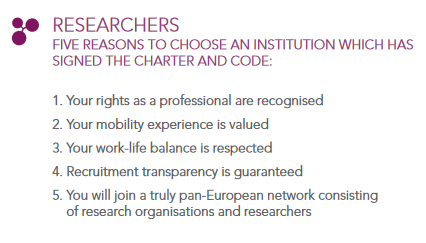 RESEARCHERS
FIVE REASONS TO CHOOSE AN INSTITUTION WHICH HAS
SIGNED THE CHARTER AND CODE:
1. Your rights as a professional are recognised
2. Your mobility experience is valued
3. Your work-life balance is respected
4. Recruitment transparency is guaranteed
5. You will join a truly pan-European network consisting
of research organisations and researchers